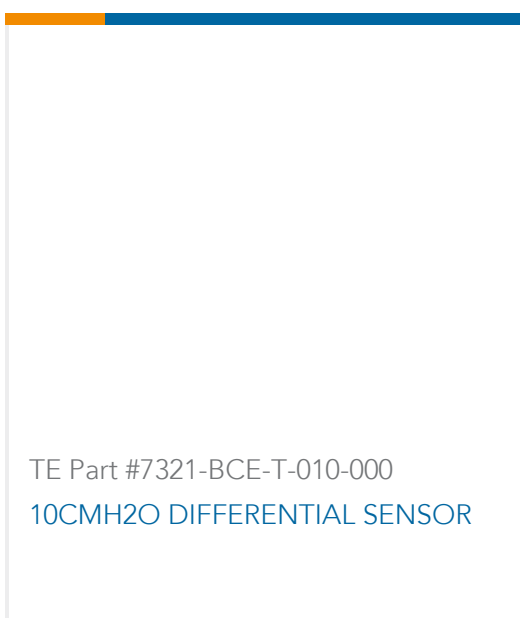 TE Part #7321-BCE-T-010-000
10CMH2O DIFFERENTIAL SENSOR